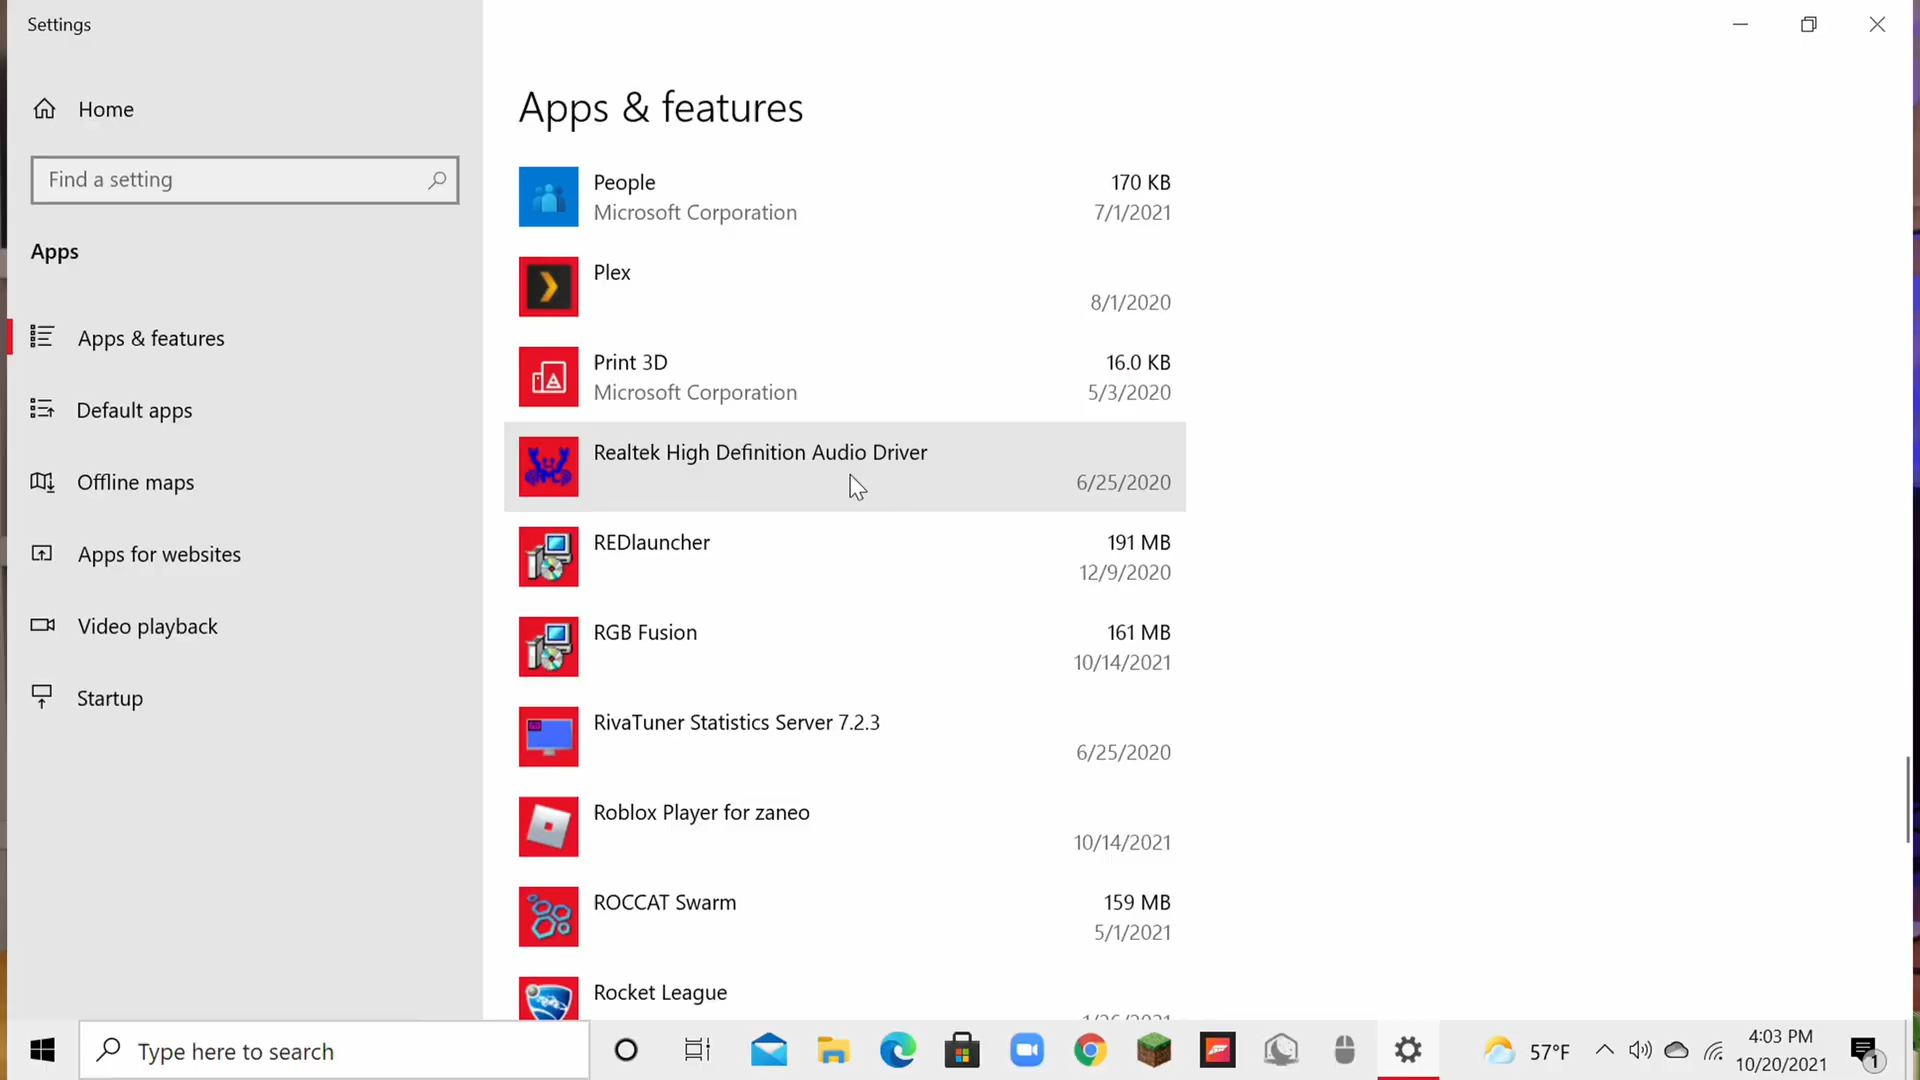 Settings
Home
Find a setting
Apps
Apps & features
Default apps
Offline maps
Apps for websites
Video playback
Startup
Apps & features
People 170 KB
Microsoft Corporation 7/1/2021
Plex
8/1/2020
Print 3D 16.0 KB
Microsoft Corporation 5/3/2020
Realtek High Definition Audio Driver
6/25/2020
REDlauncher 191 MB
12/9/2020
RGB Fusion 161 MB
10/14/2021
RivaTuner Statistics Server 7.2.3
6/25/2020
Roblox Player for zaneo
10/14/2021
ROCCAT Swarm 159 MB
5/1/2021
Rocket League
Type here to search
57°F
4:03 PM
10/20/2021
1